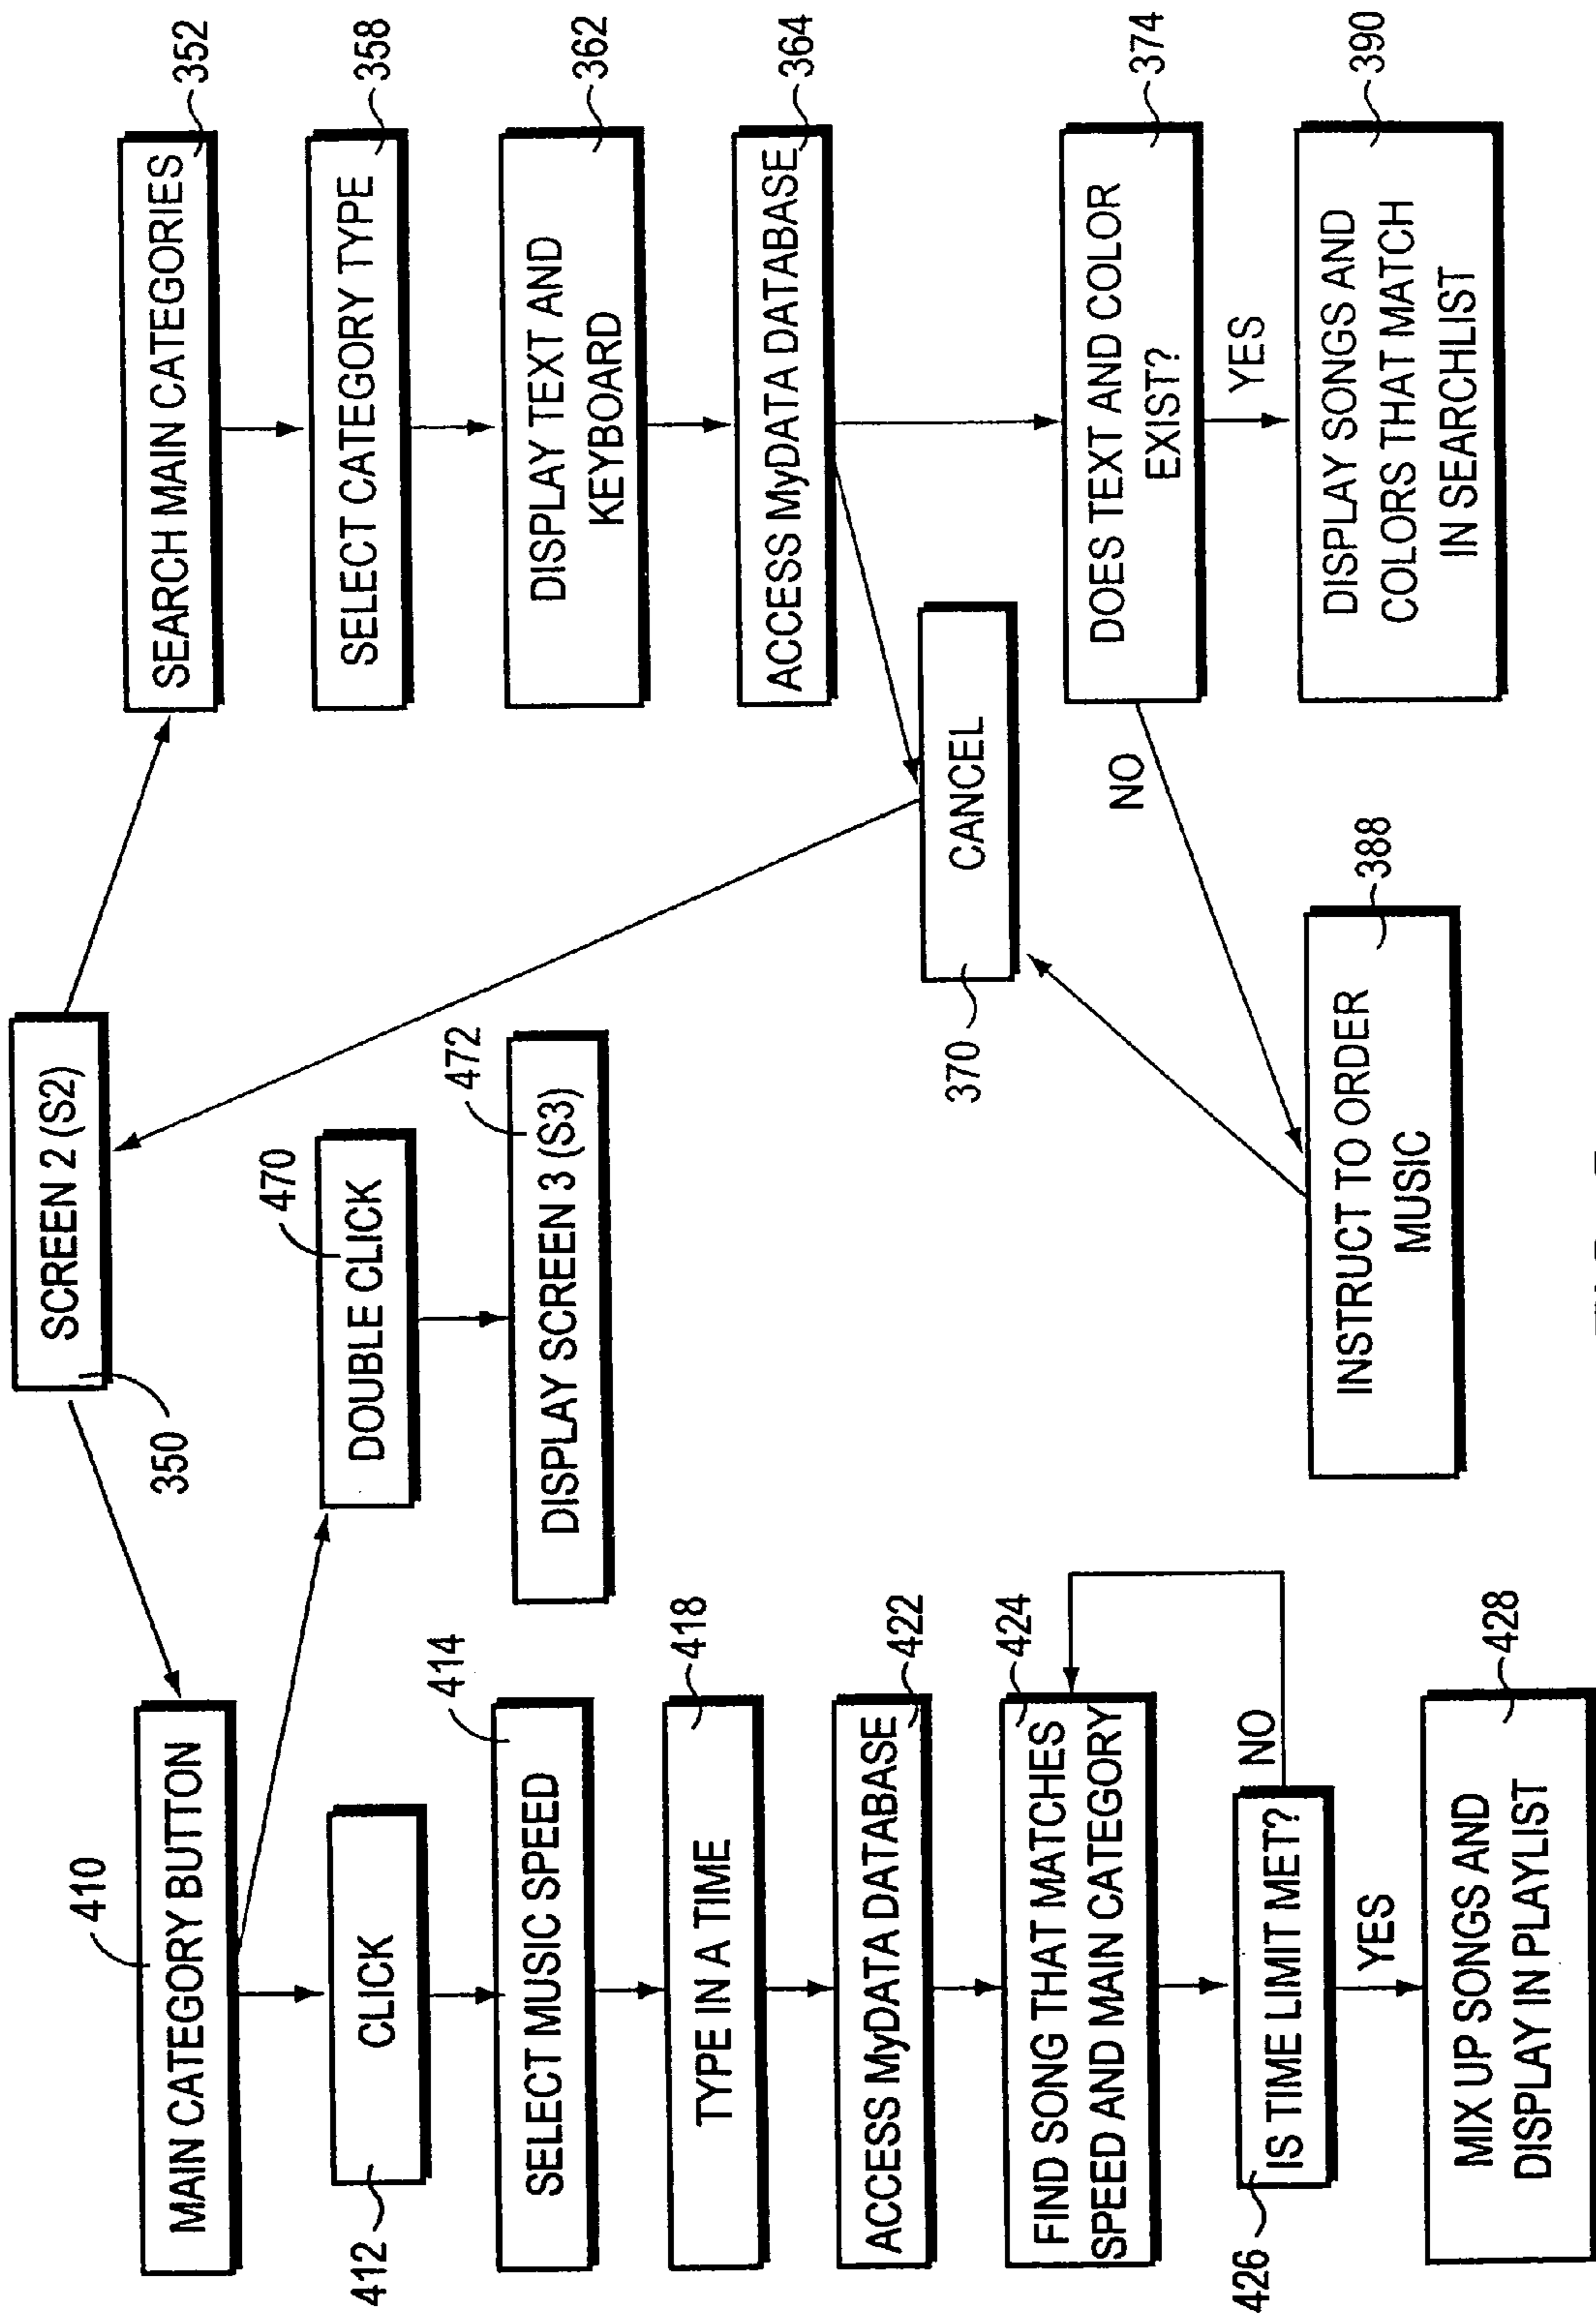 SCREEN 2 (S2)
350
410
MAIN CATEGORY BUTTON
412
CLICK
470
DOUBLE CLICK
472
DISPLAY SCREEN 3 (S3)
414
SELECT MUSIC SPEED
TYPE IN A TIME
418
ACCESS MyDATA DATABASE
422
FIND SONG THAT MATCHES
SPEED AND MAIN CATEGORY
424
426
IS TIME LIMIT MET?
NO
YES
MIX UP SONGS AND
DISPLAY IN PLAYLIST
428
SEARCH MAIN CATEGORIES
352
SELECT CATEGORY TYPE
358
DISPLAY TEXT AND
KEYBOARD
362
ACCESS MyDATA DATABASE
364
370
CANCEL
DOES TEXT AND COLOR
EXIST?
374
NO
YES
INSTRUCT TO ORDER
MUSIC
388
DISPLAY SONGS AND
COLORS THAT MATCH
IN SEARCHLIST
390